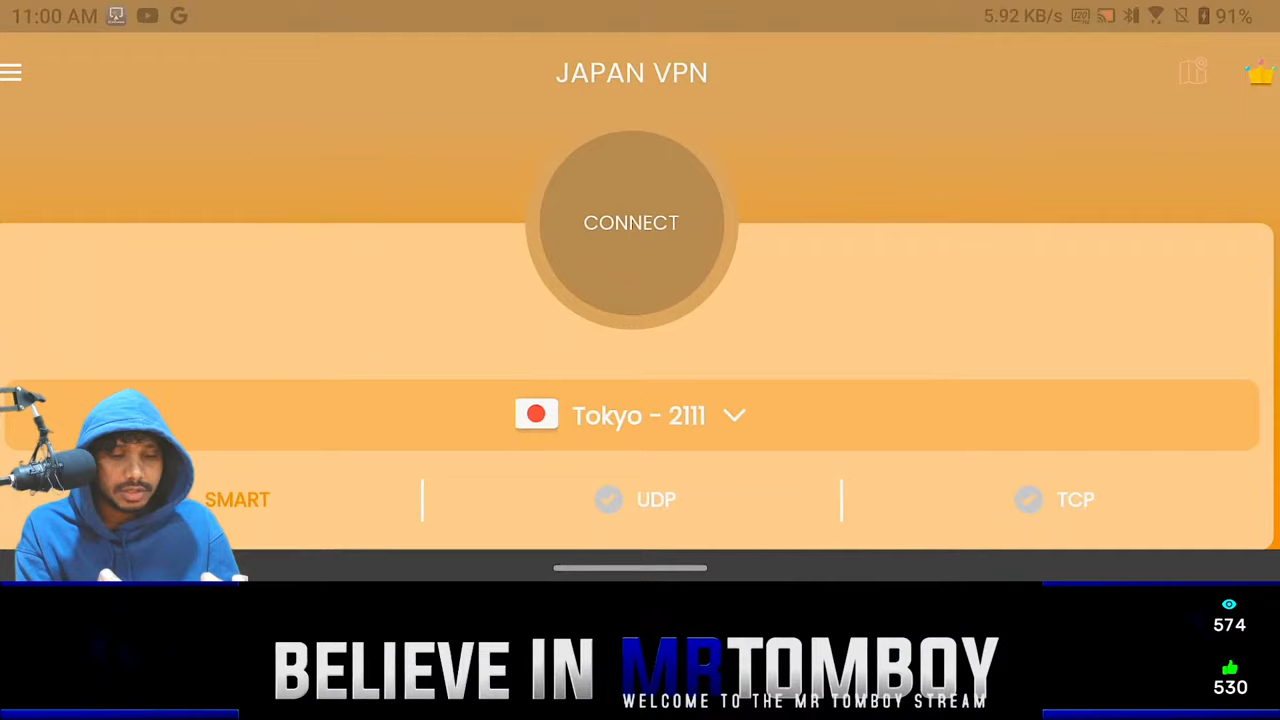 11:00 AM
5.92 KB/s
91%
JAPAN VPN
CONNECT
Tokyo - 2111
SMART
UDP
TCP
BELIEVE IN MRTOMBOY
WELCOME TO THE MR TOMBOY STREAM
574
530